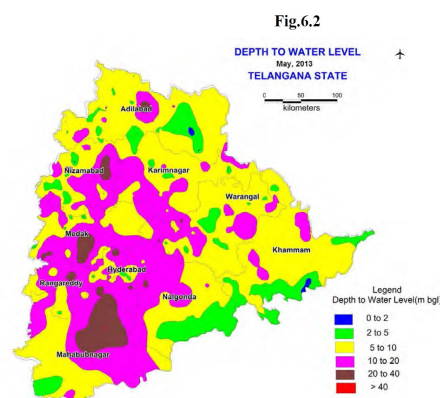 Fig.6.2
DEPTH TO WATER LEVEL
May, 2013
TELANGANA STATE
0 50 100
kilometers
Adilabad
Nizamabad
Karimnagar
Warangal
Medak
Khammam
Hyderabad
Rangareddy
Nalgonda
Mahabubnagar
Legend
Depth to Water Level(m bgl)
0 to 2
2 to 5
5 to 10
10 to 20
20 to 40
> 40